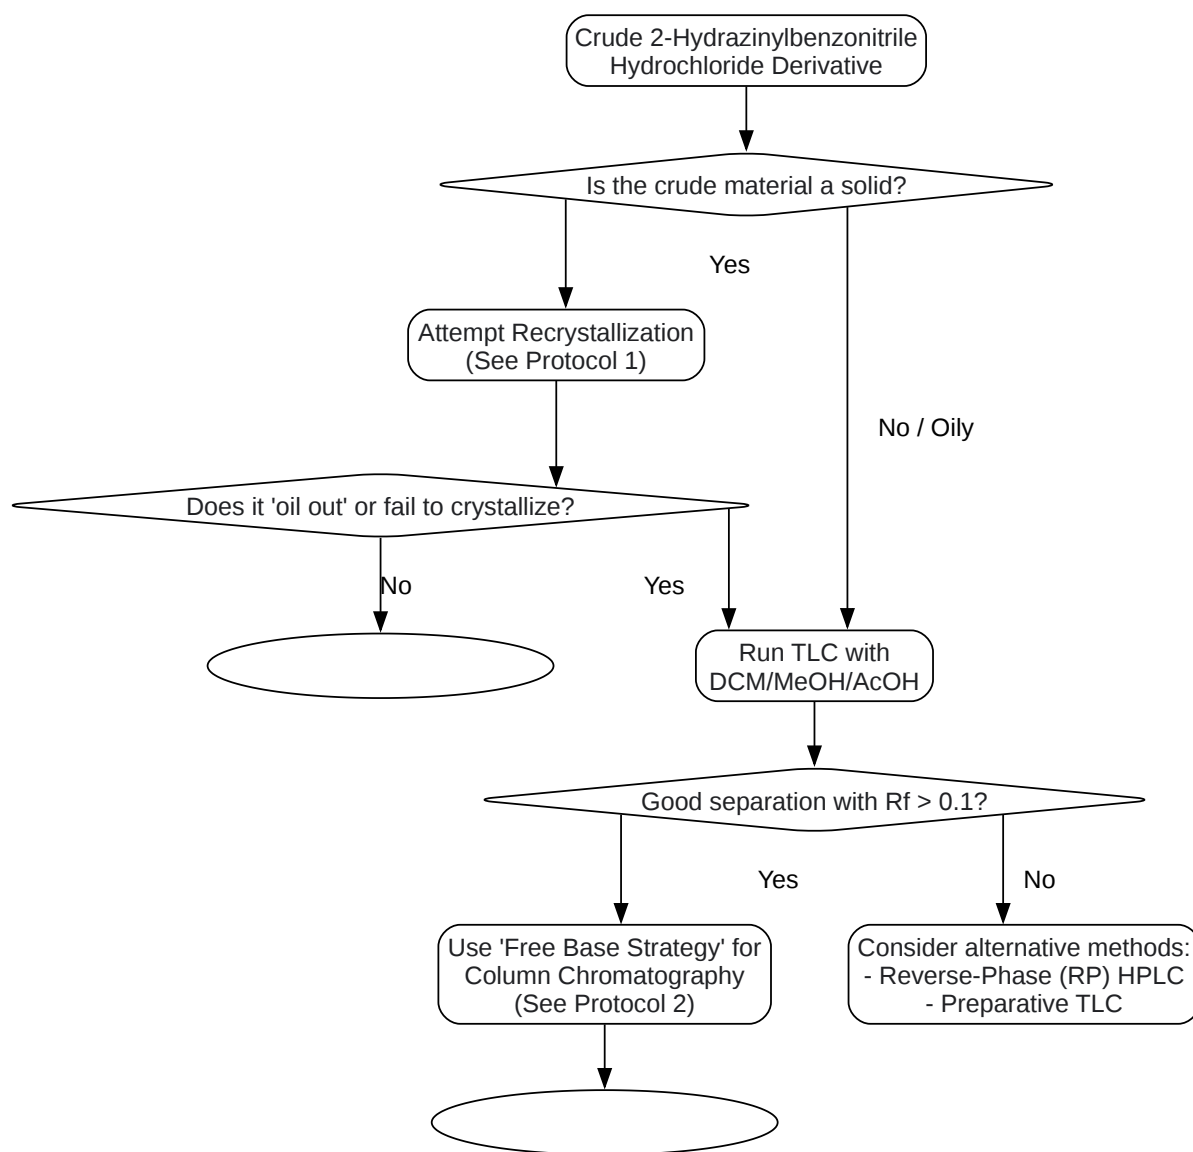 Crude 2-Hydrazinylbenzonitrile
Hydrochloride Derivative
Is the crude material a solid?
Yes
Attempt Recrystallization
(See Protocol 1)
No / Oily
Does it 'oil out' or fail to crystallize?
No
Yes
Run TLC with
DCM/MeOH/AcOH
Good separation with Rf > 0.1?
Yes
No
Use 'Free Base Strategy' for
Column Chromatography
(See Protocol 2)
Consider alternative methods:
- Reverse-Phase (RP) HPLC
- Preparative TLC